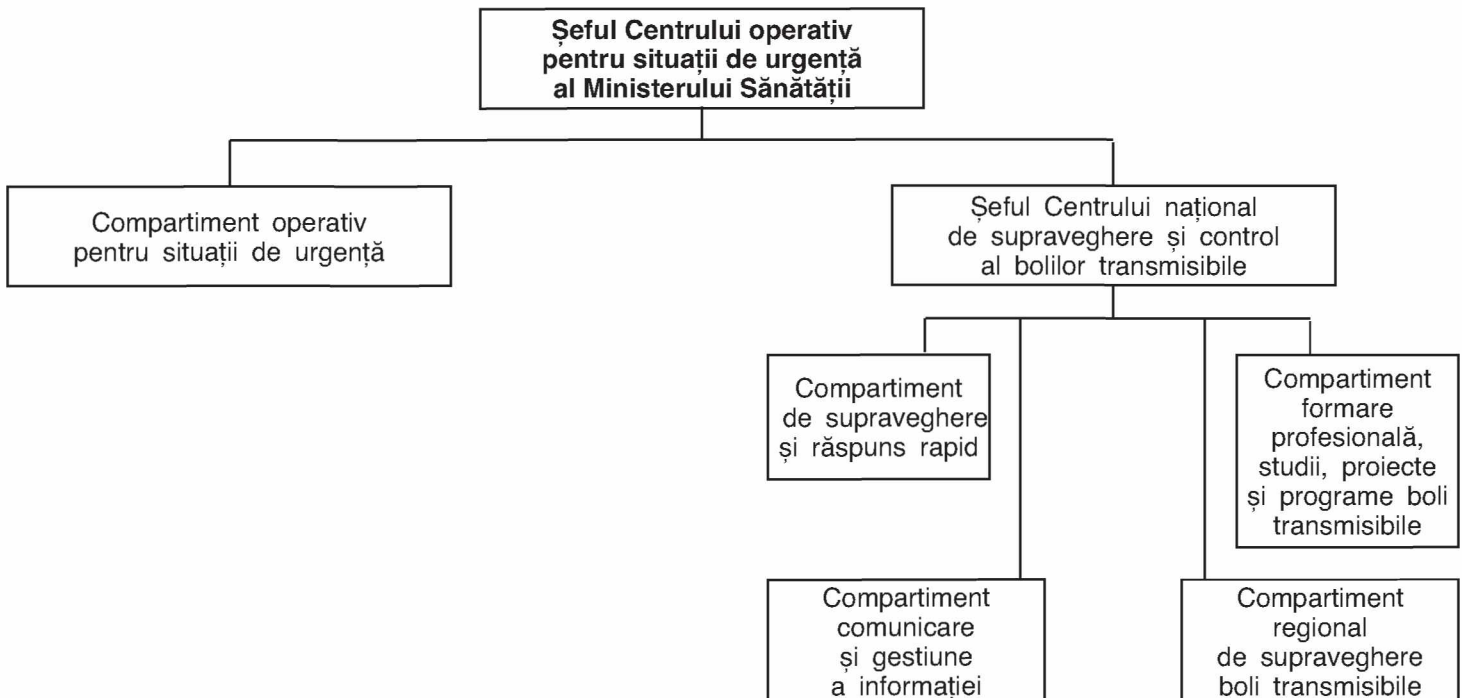 Șeful Centrului operativ
pentru situații de urgență
al Ministerului Sănătății
Compartiment operativ
pentru situații de urgență
Șeful Centrului național
de supraveghere și control
al bolilor transmisibile
Compartiment
de supraveghere
și răspuns rapid
Compartiment
formare
profesională,
studii, proiecte
și programe boli
transmisibile
Compartiment
comunicare
și gestiune
a informației
Compartiment
regional
de supraveghere
boli transmisibile